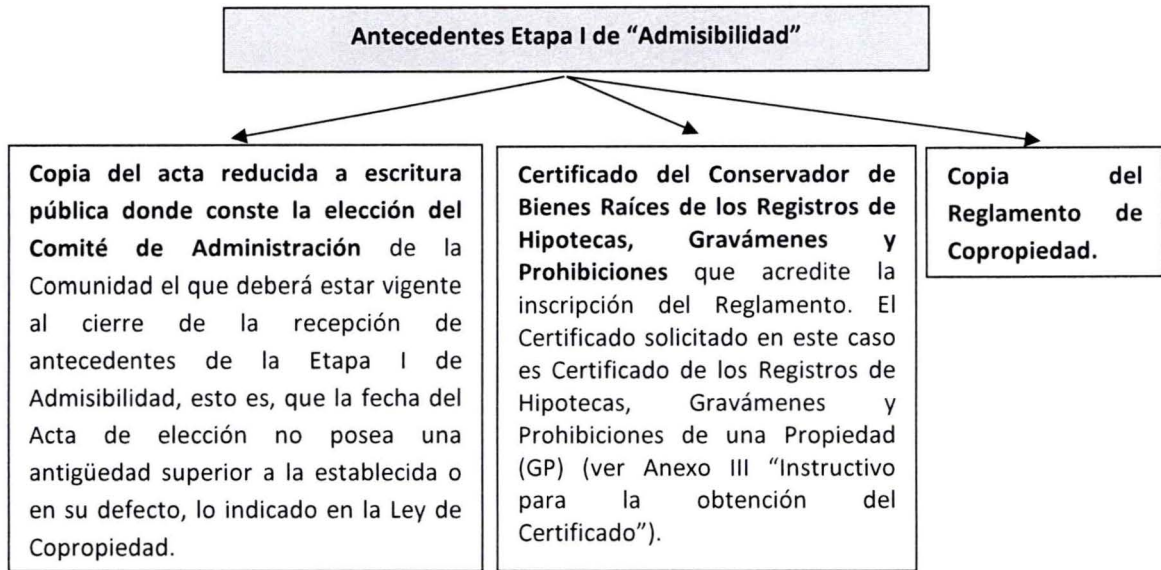 Antecedentes Etapa I de “Admisibilidad”
Copia del acta reducida a escritura
pública donde conste la elección del
Comité de Administración de la
Comunidad el que deberá estar vigente
al cierre de la recepción de
antecedentes de la Etapa I de
Admisibilidad, esto es, que la fecha del
Acta de elección no posea una
antigüedad superior a la establecida o
en su defecto, lo indicado en la Ley de
Copropiedad.
Certificado del Conservador de
Bienes Raíces de los Registros de
Hipotecas, Gravámenes y
Prohibiciones que acredite la
inscripción del Reglamento. El
Certificado solicitado en este caso
es Certificado de los Registros de
Hipotecas, Gravámenes y
Prohibiciones de una Propiedad
(GP) (ver Anexo III “Instructivo
para la obtención del
Certificado”).
Copia del
Reglamento de
Copropiedad.